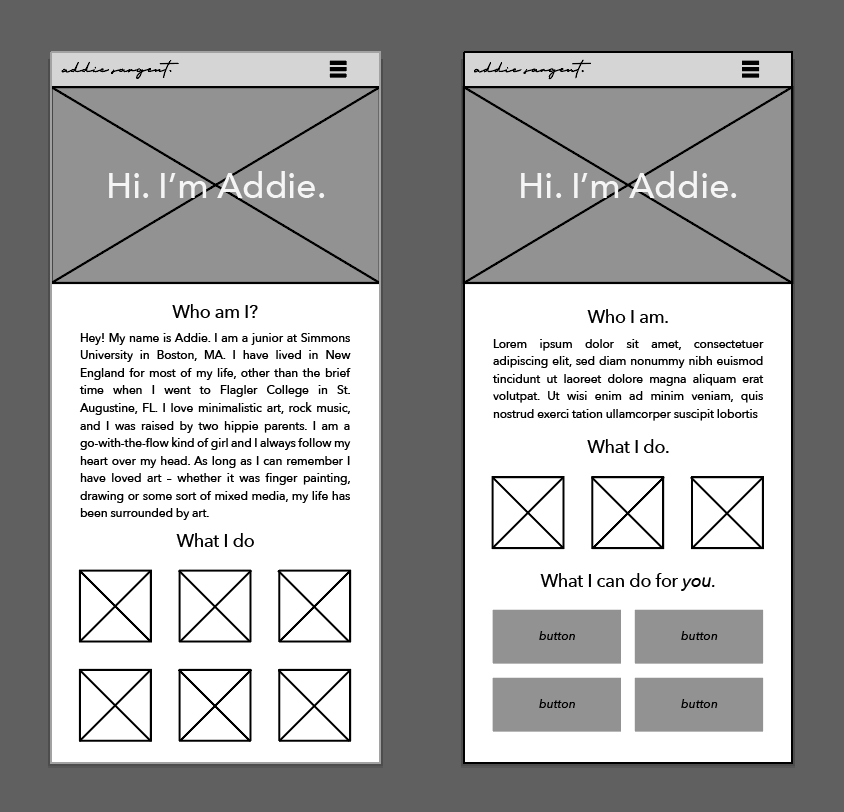 addie sargent.
Hi. I'm Addie.
Who am I?
Hey! My name is Addie. I am a junior at Simmons
University in Boston, MA. I have lived in New
England for most of my life, other than the brief
time when I went to Flagler College in St.
Augustine, FL. I love minimalistic art, rock music,
and I was raised by two hippie parents. I am a
go-with-the-flow kind of girl and I always follow my
heart over my head. As long as I can remember I
have loved art – whether it was finger painting,
drawing or some sort of mixed media, my life has
been surrounded by art.
What I do
addie sargent.
Hi. I'm Addie.
Who I am.
Lorem ipsum dolor sit amet, consectetuer
adipiscing elit, sed diam nonummy nibh euismod
tincidunt ut laoreet dolore magna aliquam erat
volutpat. Ut wisi enim ad minim veniam, quis
nostrud exerci tation ullamcorper suscipit lobortis
What I do.
What I can do for you.
button
button
button
button